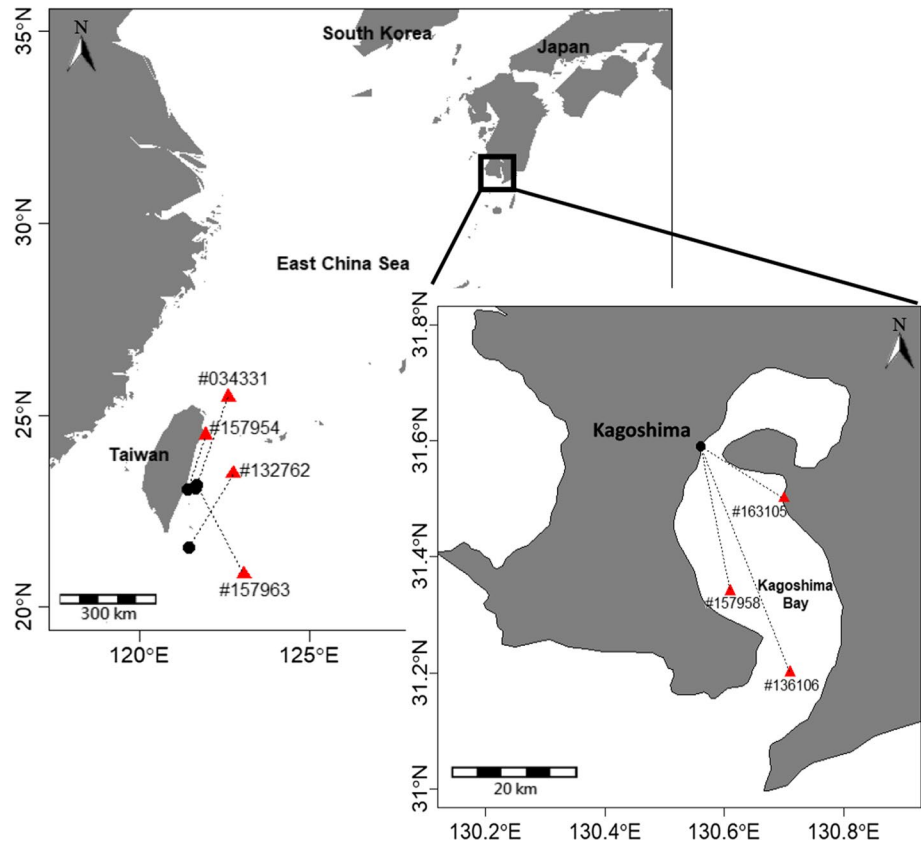 N
South Korea
Japan
35°N
30°N
East China Sea
25°N
20°N
#034331
#157954
Taiwan
#132762
#157963
300 km
120°E
125°E
N
31.8°N
31.6°N
31.4°N
31.2°N
31°N
Kagoshima
#163105
#157958
Kagoshima
Bay
#136106
20 km
130.2°E
130.4°E
130.6°E
130.8°E